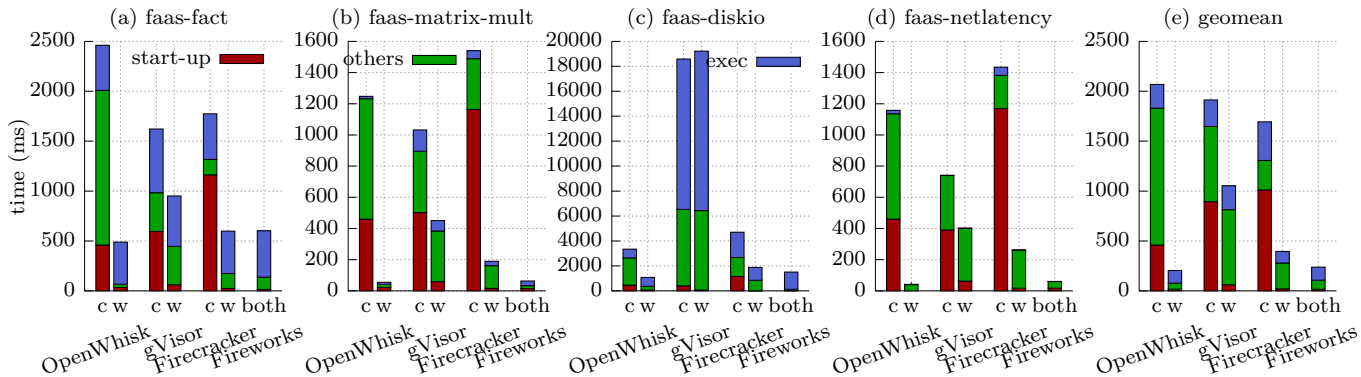 (a) faas-fact
(b) faas-matrix-mult
(c) faas-diskio
(d) faas-netlatency
(e) geomean
time (ms)
2500
2000
1500
1000
500
0
start-up
c w
c w
c w
both
OpenWhisk
gVisor
Firecracker
Fireworks
1600
1400
1200
1000
800
600
400
200
0
others
c w
c w
c w
both
OpenWhisk
gVisor
Firecracker
Fireworks
20000
18000
16000
14000
12000
10000
8000
6000
4000
2000
0
exec
c w
c w
c w
both
OpenWhisk
gVisor
Firecracker
Fireworks
1600
1400
1200
1000
800
600
400
200
0
c w
c w
c w
both
OpenWhisk
gVisor
Firecracker
Fireworks
2500
2000
1500
1000
500
0
c w
c w
c w
both
OpenWhisk
gVisor
Firecracker
Fireworks